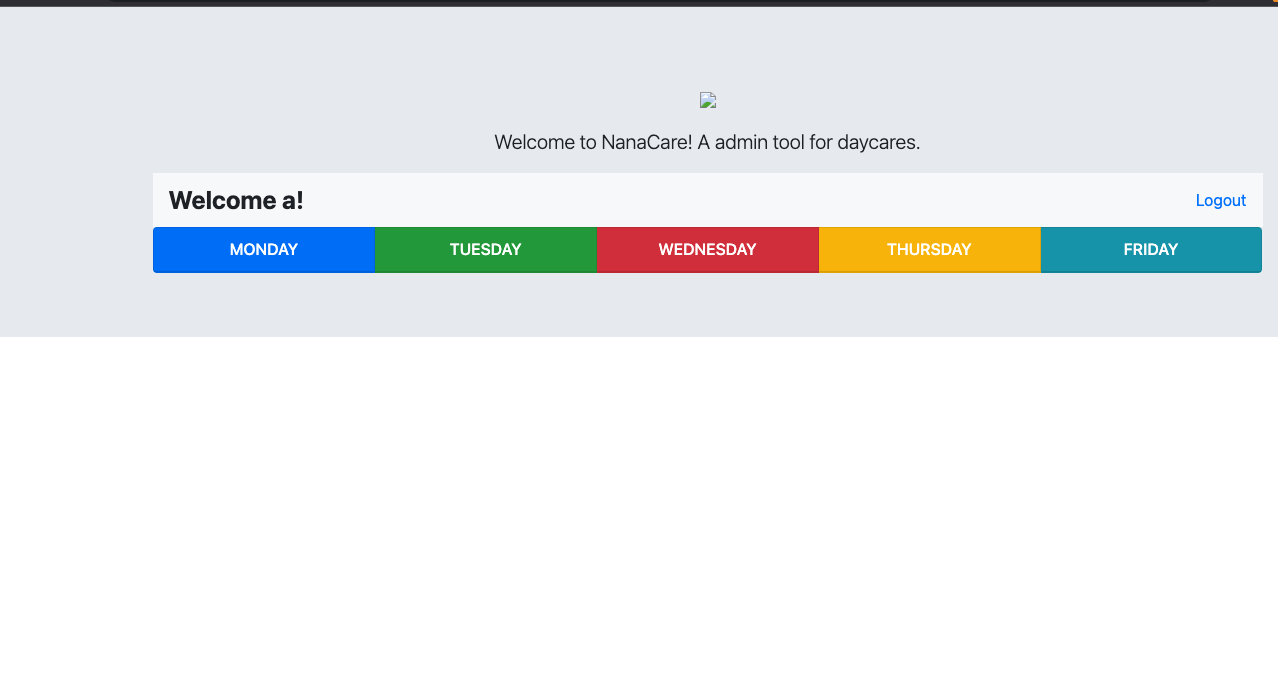 Welcome to NanaCare! A admin tool for daycares.
Welcome a!
Logout
MONDAY TUESDAY WEDNESDAY THURSDAY FRIDAY